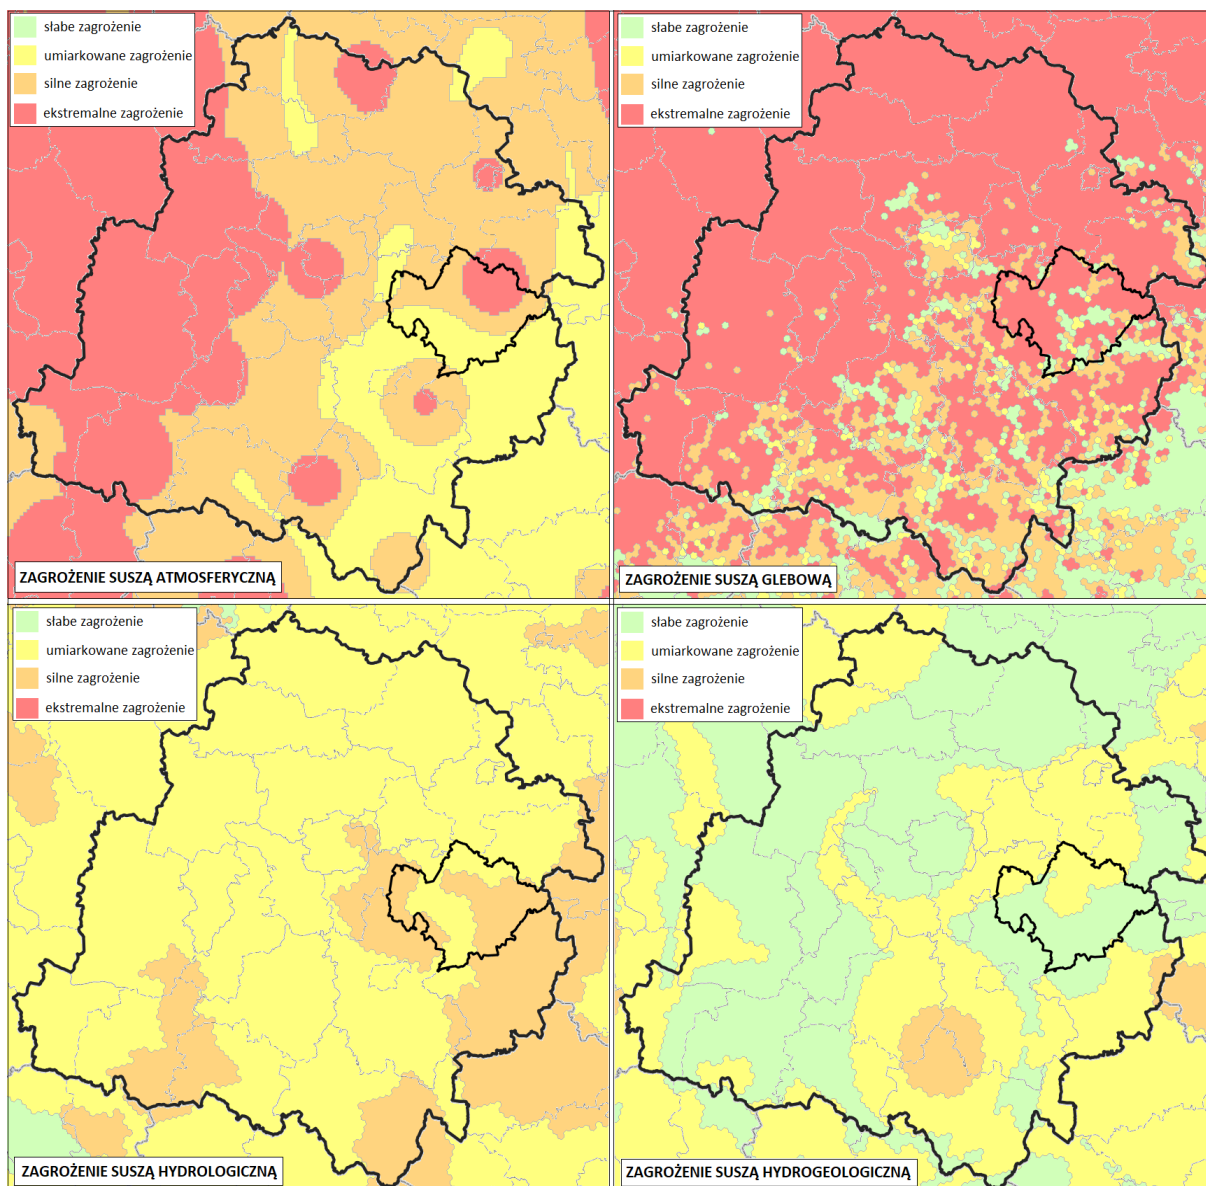 słabe zagrożenie
umiarkowane zagrożenie
silne zagrożenie
ekstremalne zagrożenie
ZAGROŻENIE SUSZĄ ATMOSFERYCZNĄ
słabe zagrożenie
umiarkowane zagrożenie
silne zagrożenie
ekstremalne zagrożenie
ZAGROŻENIE SUSZĄ GLEBOWĄ
słabe zagrożenie
umiarkowane zagrożenie
silne zagrożenie
ekstremalne zagrożenie
ZAGROŻENIE SUSZĄ HYDROLOGICZNĄ
słabe zagrożenie
umiarkowane zagrożenie
silne zagrożenie
ekstremalne zagrożenie
ZAGROŻENIE SUSZĄ HYDROGEOLOGICZNĄ